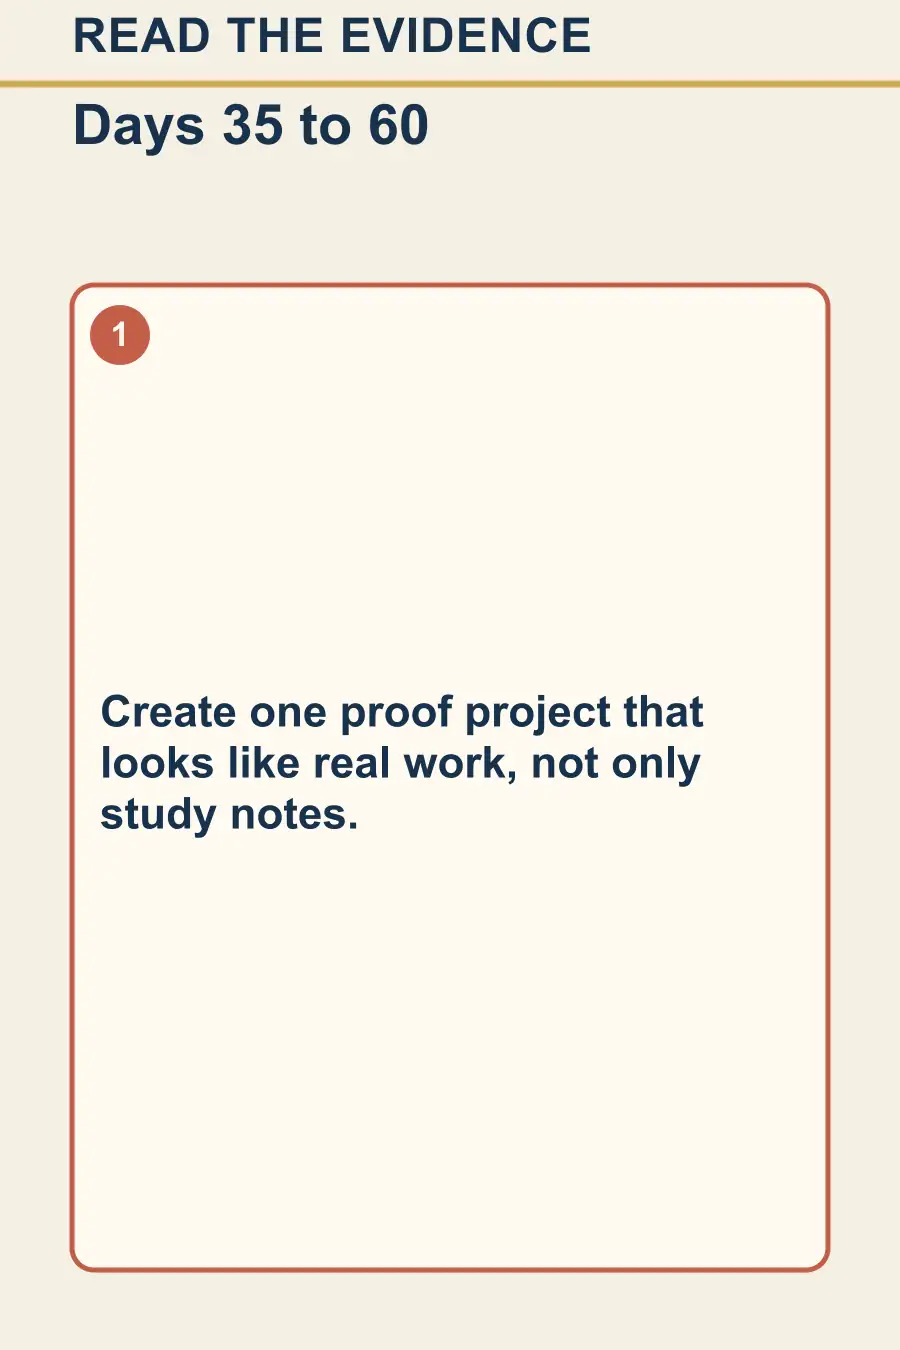 READ THE EVIDENCE
Days 35 to 60
1
Create one proof project that
looks like real work, not only
study notes.